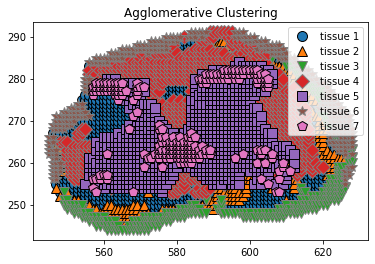 Agglomerative Clustering
290
280
270
260
250
560
580
600
620
tissue 1
tissue 2
tissue 3
tissue 4
tissue 5
tissue 6
tissue 7